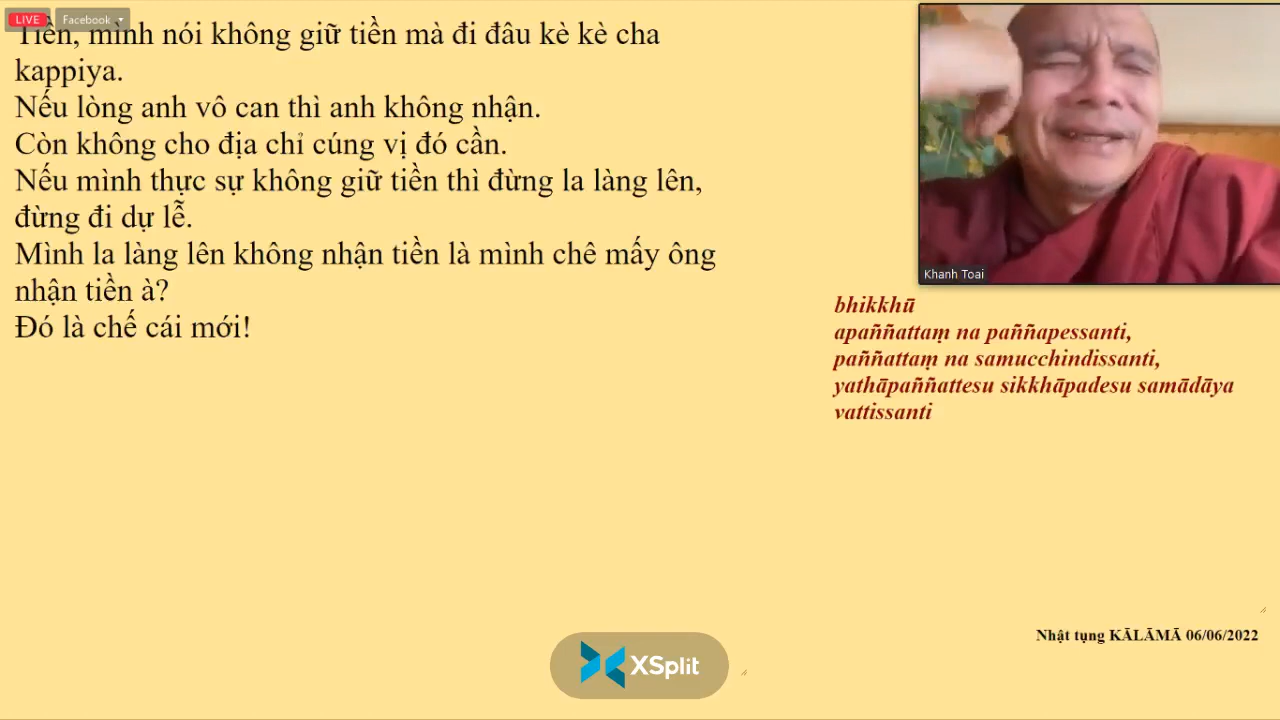 LIVE Facebook
Tiền, mình nói không giữ tiền mà đi đâu kè kè cha
kappiya.
Nếu lòng anh vô can thì anh không nhận.
Còn không cho địa chỉ cúng vị đó cần.
Nếu mình thực sự không giữ tiền thì đừng la làng lên,
đừng đi dự lễ.
Mình la làng lên không nhận tiền là mình chê mấy ông
nhận tiền à?
Đó là chế cái mới!
Khanh Toai
bhikkhū
apaññattaṃ na paññapessanti,
paññattaṃ na samucchindissanti,
yathāpaññattesu sikkhāpadesu samādāya
vattissanti
Nhật tụng KĀLĀMĀ 06/06/2022
XSplit